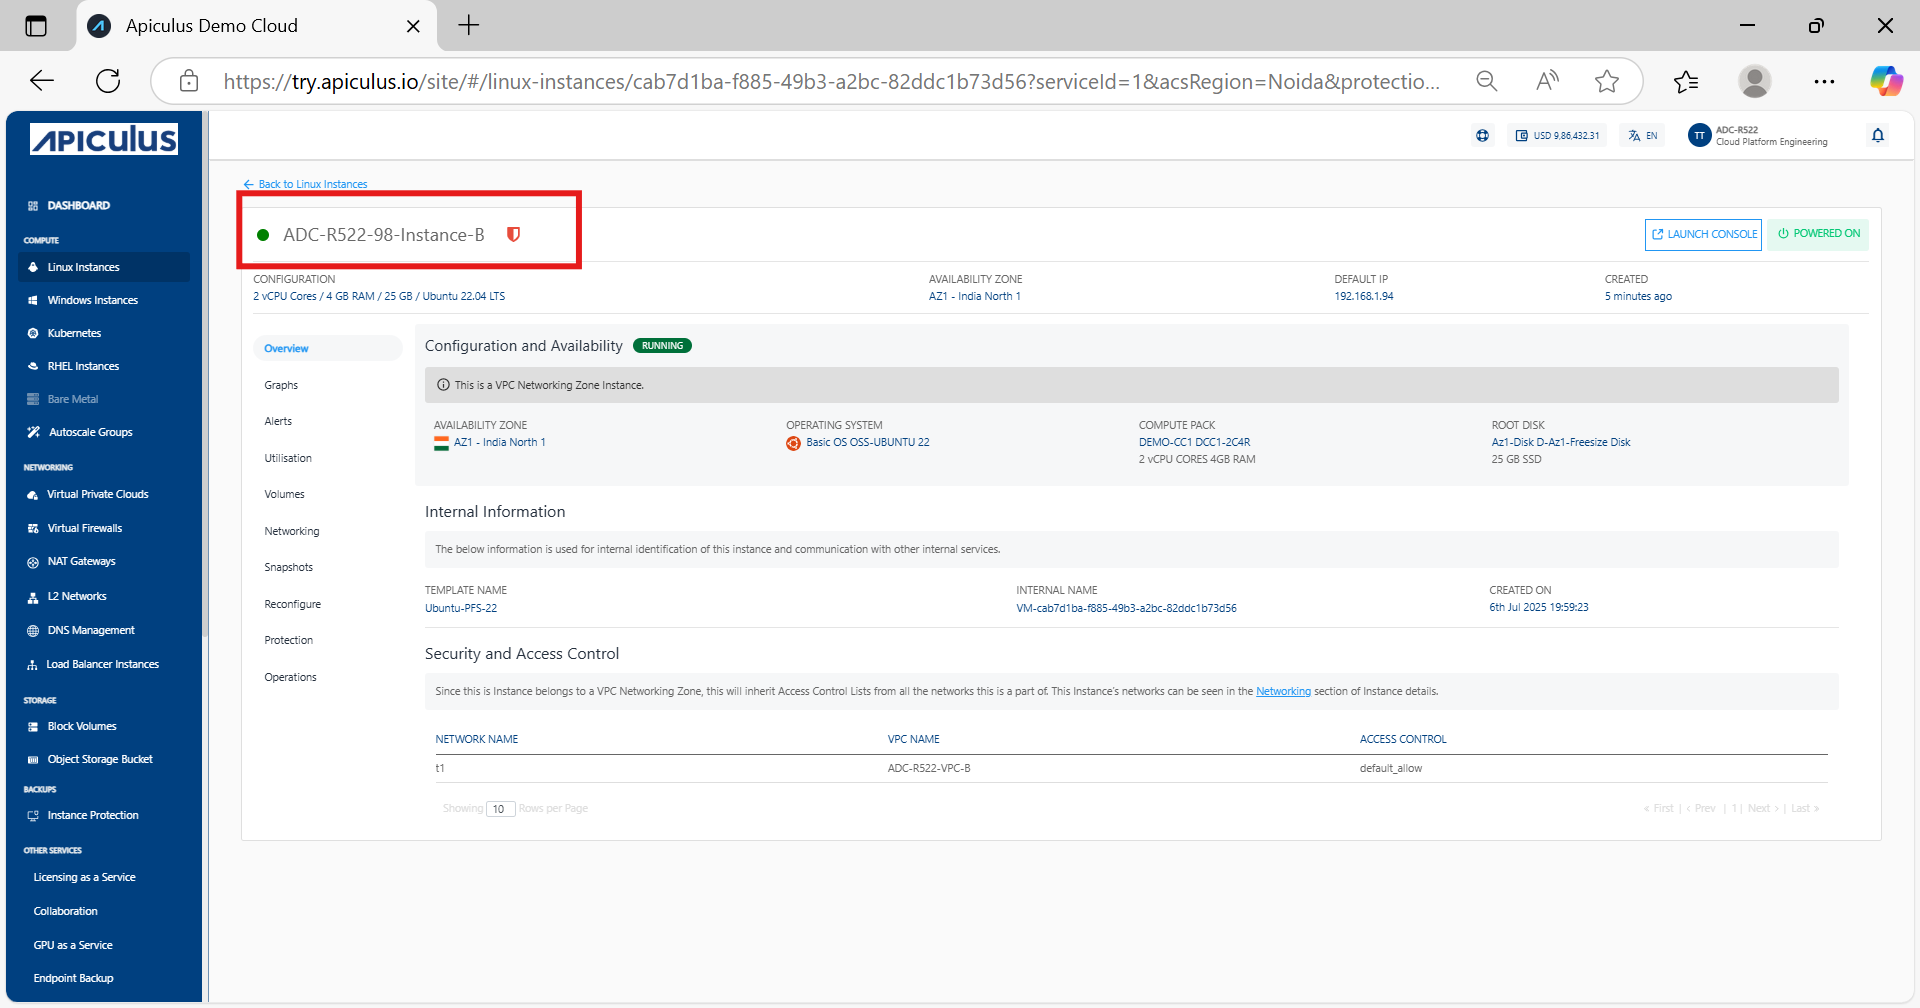 Apiculus Demo Cloud
https://try.apiculus.io/site/#/linux-instances/cab7d1ba-f885-49b3-a2bc-82ddc1b73d56?serviceId=1&acsRegion=Noida&protectio...
APICULUS
USD 9,86,432.31
EN
TT
ADC-R522
Cloud Platform Engineering
DASHBOARD
COMPUTE
Linux Instances
Windows Instances
Kubernetes
RHEL Instances
Bare Metal
Autoscale Groups
NETWORKING
Virtual Private Clouds
Virtual Firewalls
NAT Gateways
L2 Networks
DNS Management
Load Balancer Instances
STORAGE
Block Volumes
Object Storage Bucket
BACKUPS
Instance Protection
OTHER SERVICES
Licensing as a Service
Collaboration
GPU as a Service
Endpoint Backup
Back to Linux Instances
ADC-R522-98-Instance-B
LAUNCH CONSOLE
POWERED ON
CONFIGURATION
2 vCPU Cores / 4 GB RAM / 25 GB / Ubuntu 22.04 LTS
AVAILABILITY ZONE
AZ1 - India North 1
DEFAULT IP
192.168.1.94
CREATED
5 minutes ago
Overview
Graphs
Alerts
Utilisation
Volumes
Networking
Snapshots
Reconfigure
Protection
Operations
Configuration and Availability RUNNING
This is a VPC Networking Zone Instance.
AVAILABILITY ZONE
AZ1 - India North 1
OPERATING SYSTEM
Basic OS OSS-UBUNTU 22
COMPUTE PACK
DEMO-CC1 DCC1-2C4R
2 vCPU CORES 4GB RAM
ROOT DISK
Az1-Disk D-Az1-Freesize Disk
25 GB SSD
Internal Information
The below information is used for internal identification of this instance and communication with other internal services.
TEMPLATE NAME
Ubuntu-PFS-22
INTERNAL NAME
VM-cab7d1ba-f885-49b3-a2bc-82ddc1b73d56
CREATED ON
6th Jul 2025 19:59:23
Security and Access Control
Since this is Instance belongs to a VPC Networking Zone, this will inherit Access Control Lists from all the networks this is a part of. This Instance's networks can be seen in the Networking section of Instance details.
NETWORK NAME VPC NAME ACCESS CONTROL
t1 ADC-R522-VPC-B default_allow
Showing 10 Rows per Page
« First | < Prev | 1 | Next > | Last »